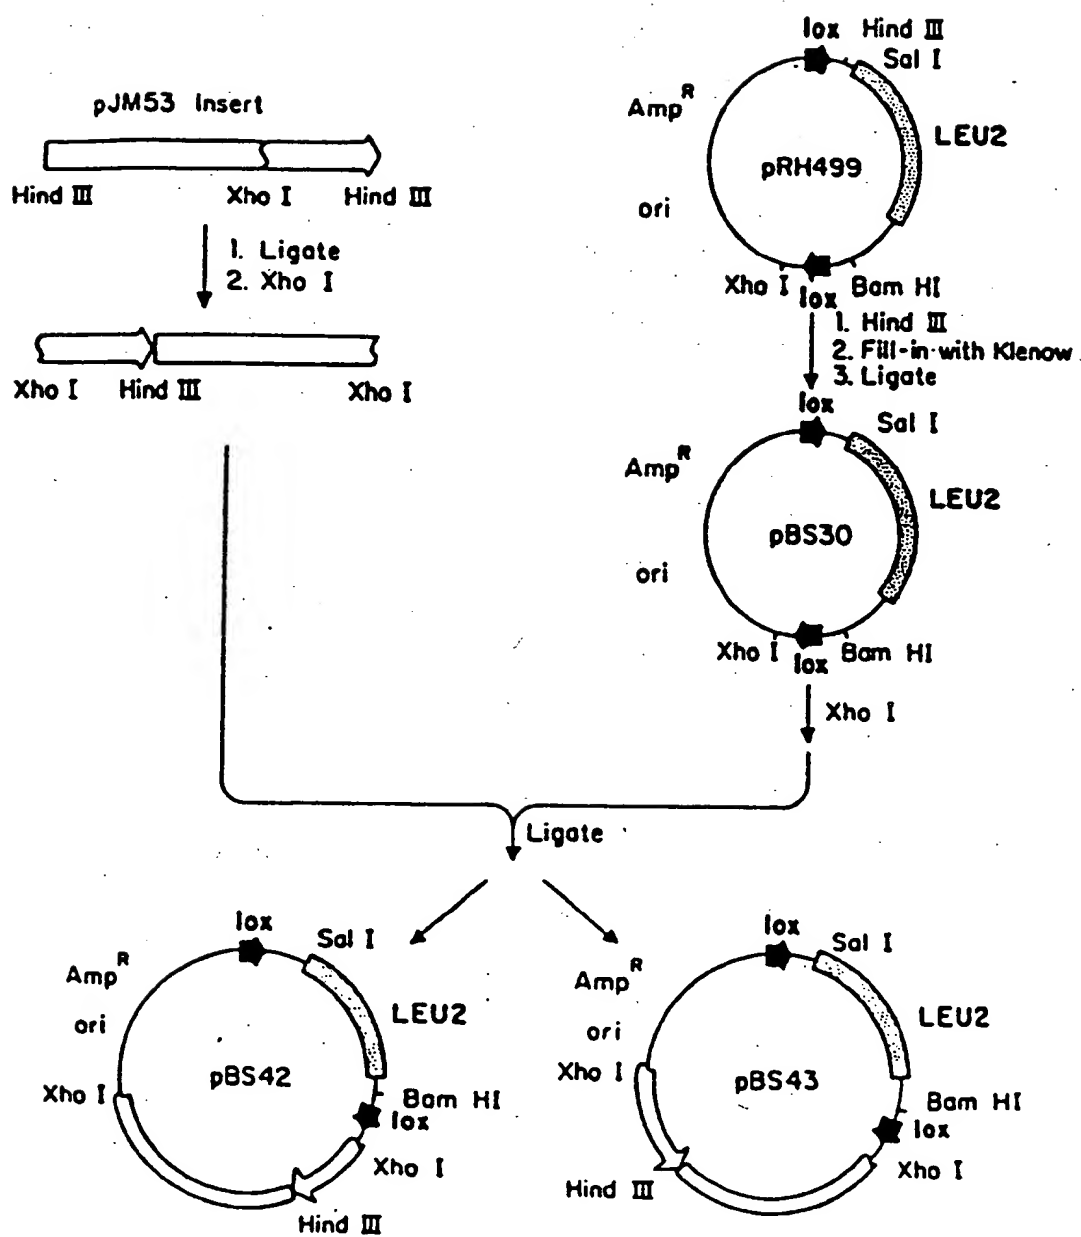 pJM53 Insert
Hind III
Xho I
Hind III
1. Ligate
2. Xho I
Xho I
Hind III
Xho I
lox
Hind III
Sal I
Amp^R
LEU2
pRH499
ori
Xho I
lox
Bam HI
1. Hind III
2. Fill-in with Klenow
3. Ligate
lox
Sal I
Amp^R
LEU2
pBS30
ori
Xho I
lox
Bam HI
Xho I
Ligate
lox
Sal I
Amp^R
LEU2
ori
pBS42
Xho I
Bam HI
lox
Xho I
Hind III
lox
Sal I
Amp^R
LEU2
ori
Xho I
pBS43
Bam HI
lox
Xho I
Hind III